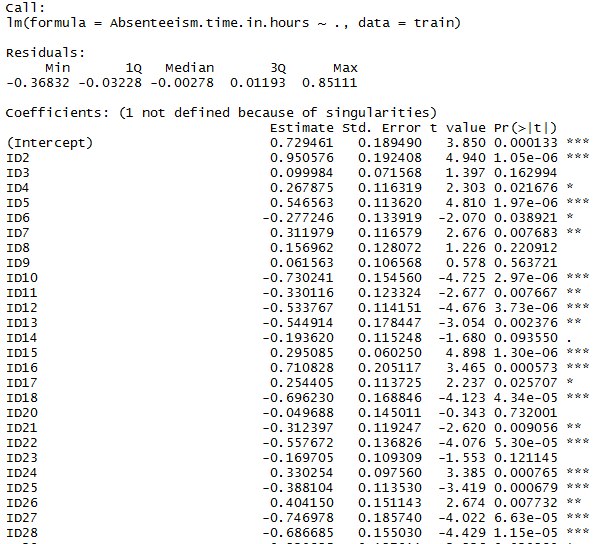 Call:
lm(formula = Absenteeism.time.in.hours ~ ., data = train)
Residuals:
Min 1Q Median 3Q Max
-0.36832 -0.03228 -0.00278 0.01193 0.85111
Coefficients: (1 not defined because of singularities)
Estimate Std. Error t value Pr(>|t|)
(Intercept) 0.729461 0.189490 3.850 0.000133 ***
ID2 0.950576 0.192408 4.940 1.05e-06 ***
ID3 0.099984 0.071568 1.397 0.162994
ID4 0.267875 0.116319 2.303 0.021676 *
ID5 0.546563 0.113620 4.810 1.97e-06 ***
ID6 -0.277246 0.133919 -2.070 0.038921 *
ID7 0.311979 0.116579 2.676 0.007683 **
ID8 0.156962 0.128072 1.226 0.220912
ID9 0.061563 0.106568 0.578 0.563721
ID10 -0.730241 0.154560 -4.725 2.97e-06 ***
ID11 -0.330116 0.123324 -2.677 0.007667 **
ID12 -0.533767 0.114151 -4.676 3.73e-06 ***
ID13 -0.544914 0.178447 -3.054 0.002376 **
ID14 -0.193620 0.115248 -1.680 0.093550 .
ID15 0.295085 0.060250 4.898 1.30e-06 ***
ID16 0.710828 0.205117 3.465 0.000573 ***
ID17 0.254405 0.113725 2.237 0.025707 *
ID18 -0.696230 0.168846 -4.123 4.34e-05 ***
ID20 -0.049688 0.145011 -0.343 0.732001
ID21 -0.312397 0.119247 -2.620 0.009056 **
ID22 -0.557672 0.136826 -4.076 5.30e-05 ***
ID23 -0.169705 0.109309 -1.553 0.121145
ID24 0.330254 0.097560 3.385 0.000765 ***
ID25 -0.388104 0.113530 -3.419 0.000679 ***
ID26 0.404150 0.151143 2.674 0.007732 **
ID27 -0.746978 0.185740 -4.022 6.63e-05 ***
ID28 -0.686685 0.155030 -4.429 1.15e-05 ***